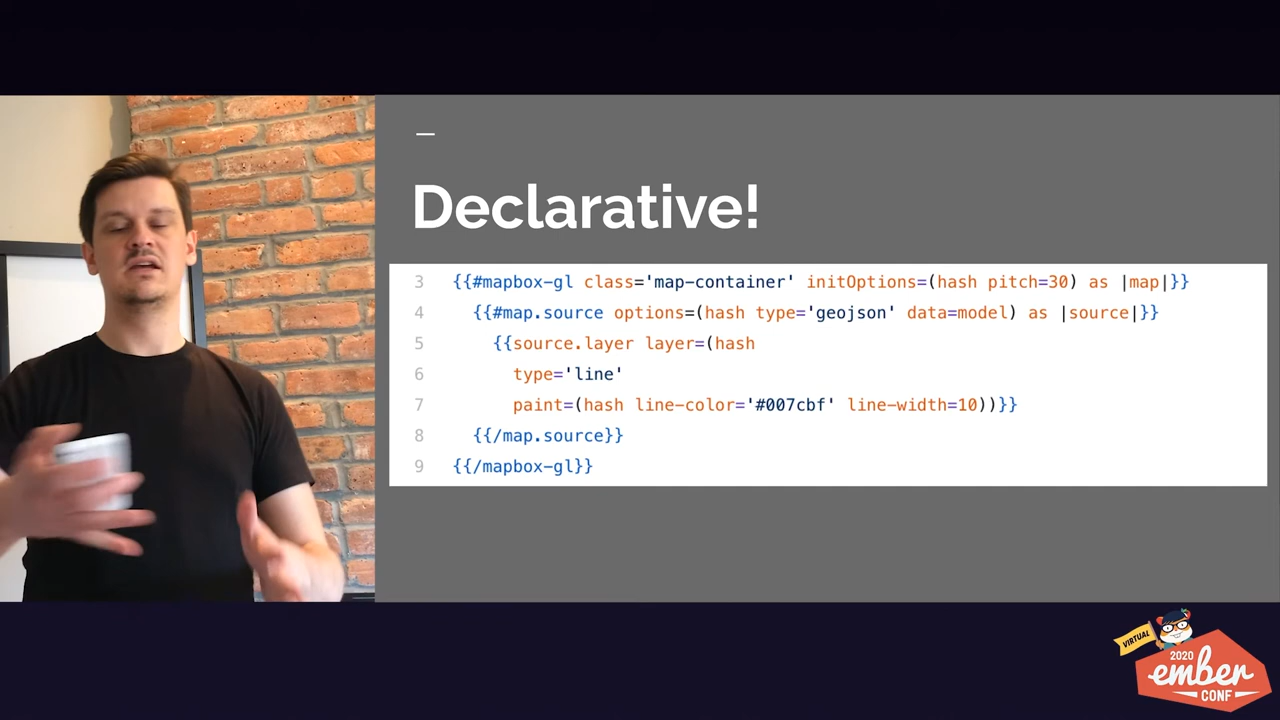 Declarative!
3 {{#mapbox-gl class='map-container' initOptions=(hash pitch=30) as |map|}}
4 {{#map.source options=(hash type='geojson' data=model) as |source|}}
5 {{source.layer layer=(hash
6 type='line'
7 paint=(hash line-color='#007cbf' line-width=10))}}
8 {{/map.source}}
9 {{/mapbox-gl}}
VIRTUAL
2020
ember
CONF